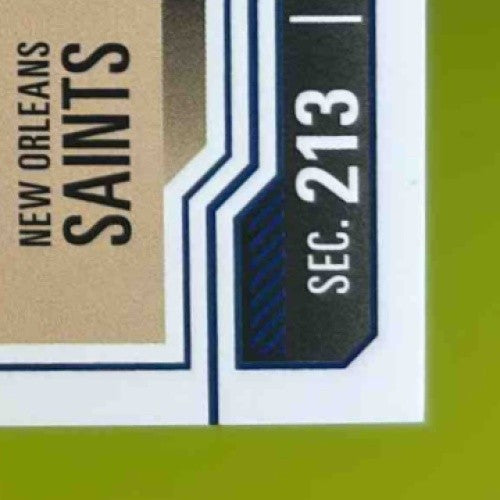 NEW ORLEANS
SAINTS
SEC. 213 |